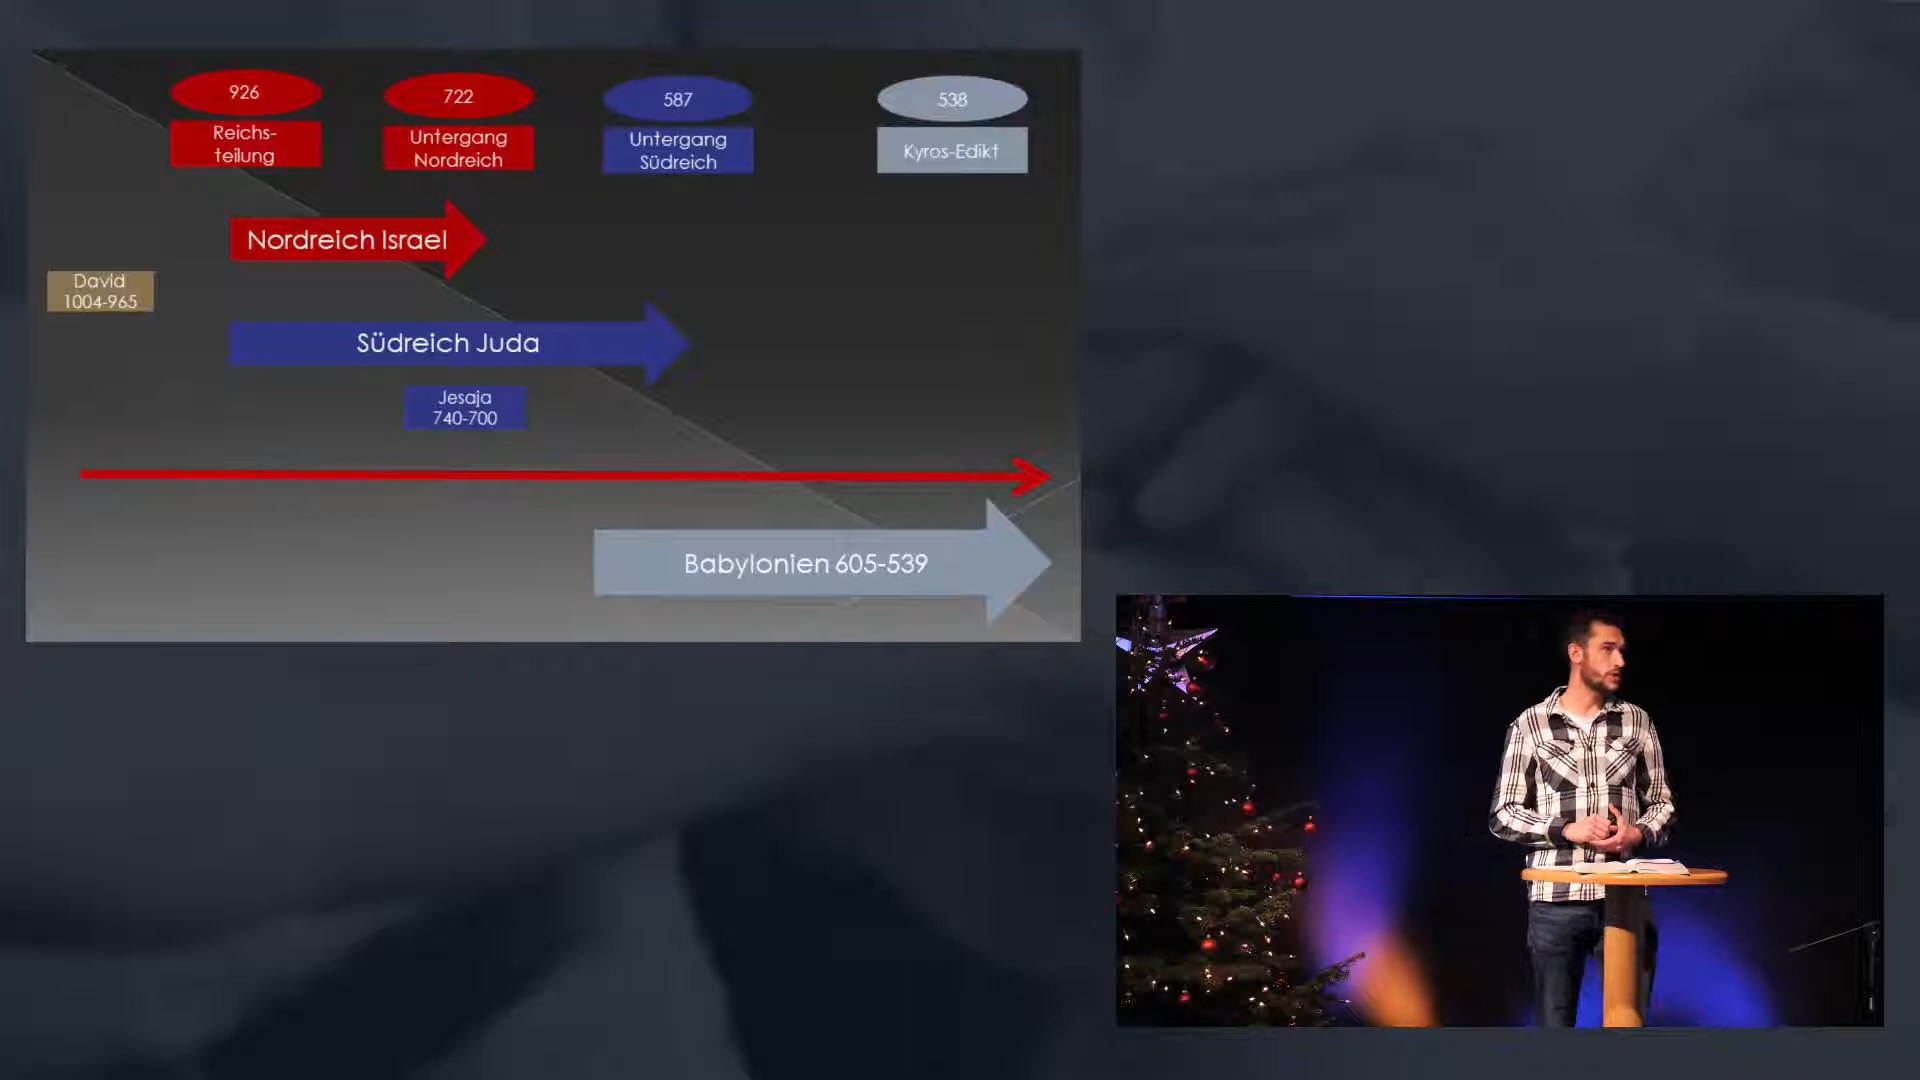 926
Reichs-
teilung
722
Untergang
Nordreich
587
Untergang
Südreich
538
Kyros-Edikt
Nordreich Israel
David
1004-965
Südreich Juda
Jesaja
740-700
Babylonien 605-539